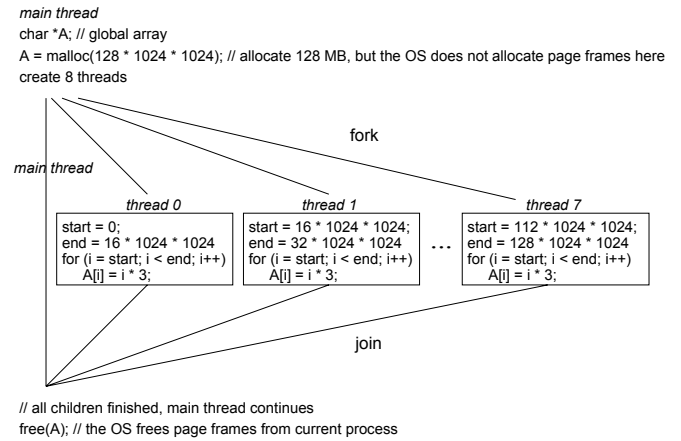 main thread
char *A; // global array
A = malloc(128 * 1024 * 1024); // allocate 128 MB, but the OS does not allocate page frames here
create 8 threads
fork
main thread
thread 0
start = 0;
end = 16 * 1024 * 1024
for (i = start; i < end; i++)
A[i] = i * 3;
thread 1
start = 16 * 1024 * 1024;
end = 32 * 1024 * 1024
for (i = start; i < end; i++)
A[i] = i * 3;
...
thread 7
start = 112 * 1024 * 1024;
end = 128 * 1024 * 1024
for (i = start; i < end; i++)
A[i] = i * 3;
join
// all children finished, main thread continues
free(A); // the OS frees page frames from current process